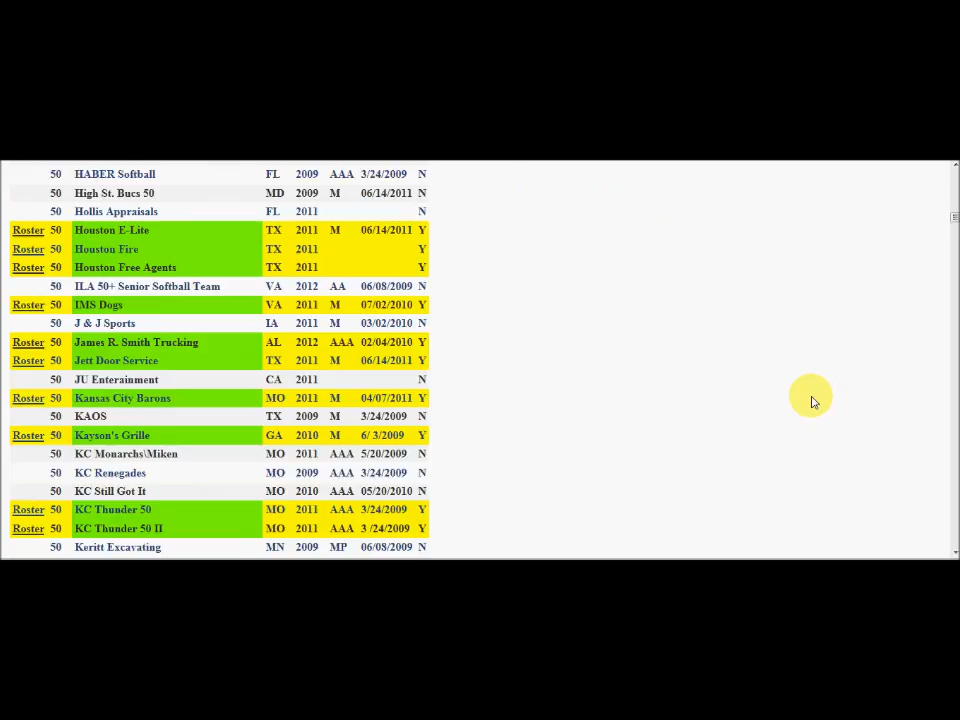 50 HABER Softball FL 2009 AAA 3/24/2009 N
50 High St. Bucs 50 MD 2009 M 06/14/2011 N
50 Hollis Appraisals FL 2011 N
Roster 50 Houston E-Lite TX 2011 M 06/14/2011 Y
Roster 50 Houston Fire TX 2011 Y
Roster 50 Houston Free Agents TX 2011 Y
50 ILA 50+ Senior Softball Team VA 2012 AA 06/08/2009 N
Roster 50 IMS Dogs VA 2011 M 07/02/2010 Y
50 J & J Sports IA 2011 M 03/02/2010 N
Roster 50 James R. Smith Trucking AL 2012 AAA 02/04/2010 Y
Roster 50 Jett Door Service TX 2011 M 06/14/2011 Y
50 JU Enterainment CA 2011 N
Roster 50 Kansas City Barons MO 2011 M 04/07/2011 Y
50 KAOS TX 2009 M 3/24/2009 N
Roster 50 Kayson's Grille GA 2010 M 6/ 3/2009 Y
50 KC Monarchs\Miken MO 2011 AAA 5/20/2009 N
50 KC Renegades MO 2009 AAA 3/24/2009 N
50 KC Still Got It MO 2010 AAA 05/20/2010 N
Roster 50 KC Thunder 50 MO 2011 AAA 3/24/2009 Y
Roster 50 KC Thunder 50 II MO 2011 AAA 3 /24/2009 Y
50 Keritt Excavating MN 2009 MP 06/08/2009 N